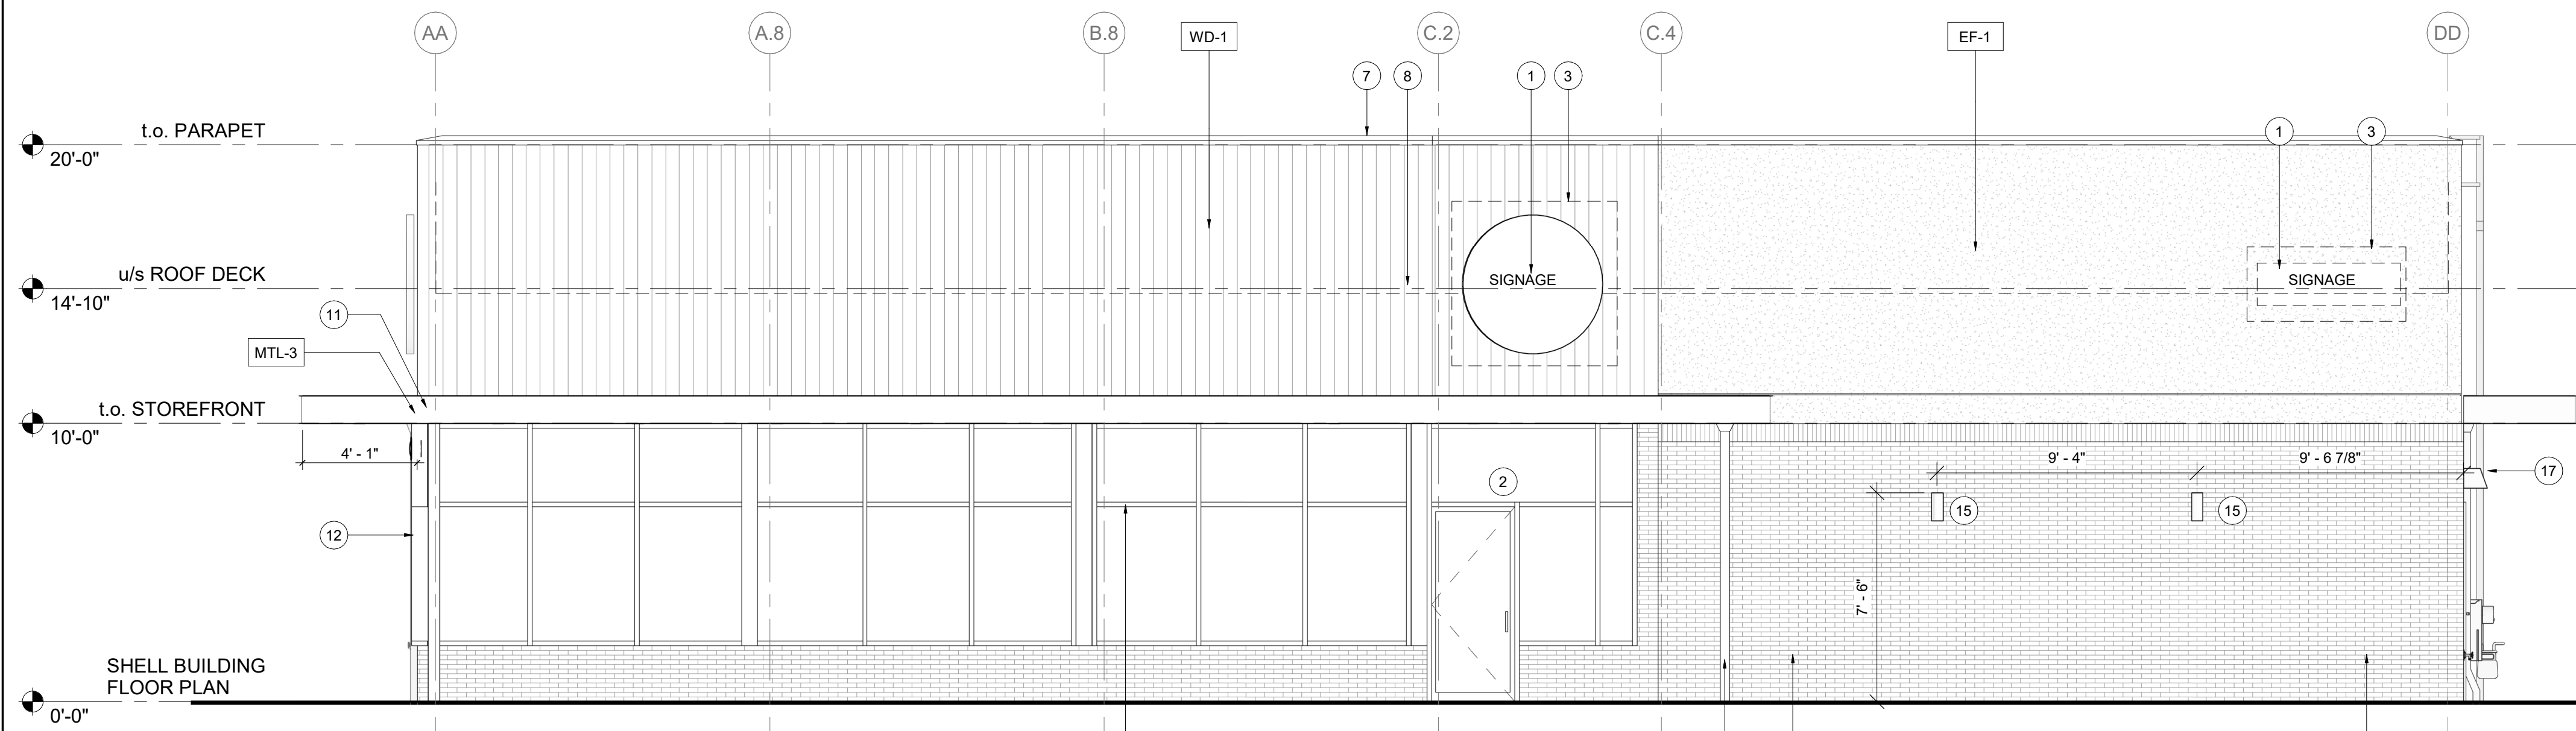 AA
A.8
B.8
WD-1
C.2
C.4
EF-1
DD
7
8
1
3
1
3
t.o. PARAPET
20'-0"
u/s ROOF DECK
14'-10"
SIGNAGE
SIGNAGE
11
MTL-3
t.o. STOREFRONT
10'-0"
4' - 1"
9' - 4"
9' - 6 7/8"
17
2
15
15
12
7' - 6"
SHELL BUILDING
FLOOR PLAN
0'-0"